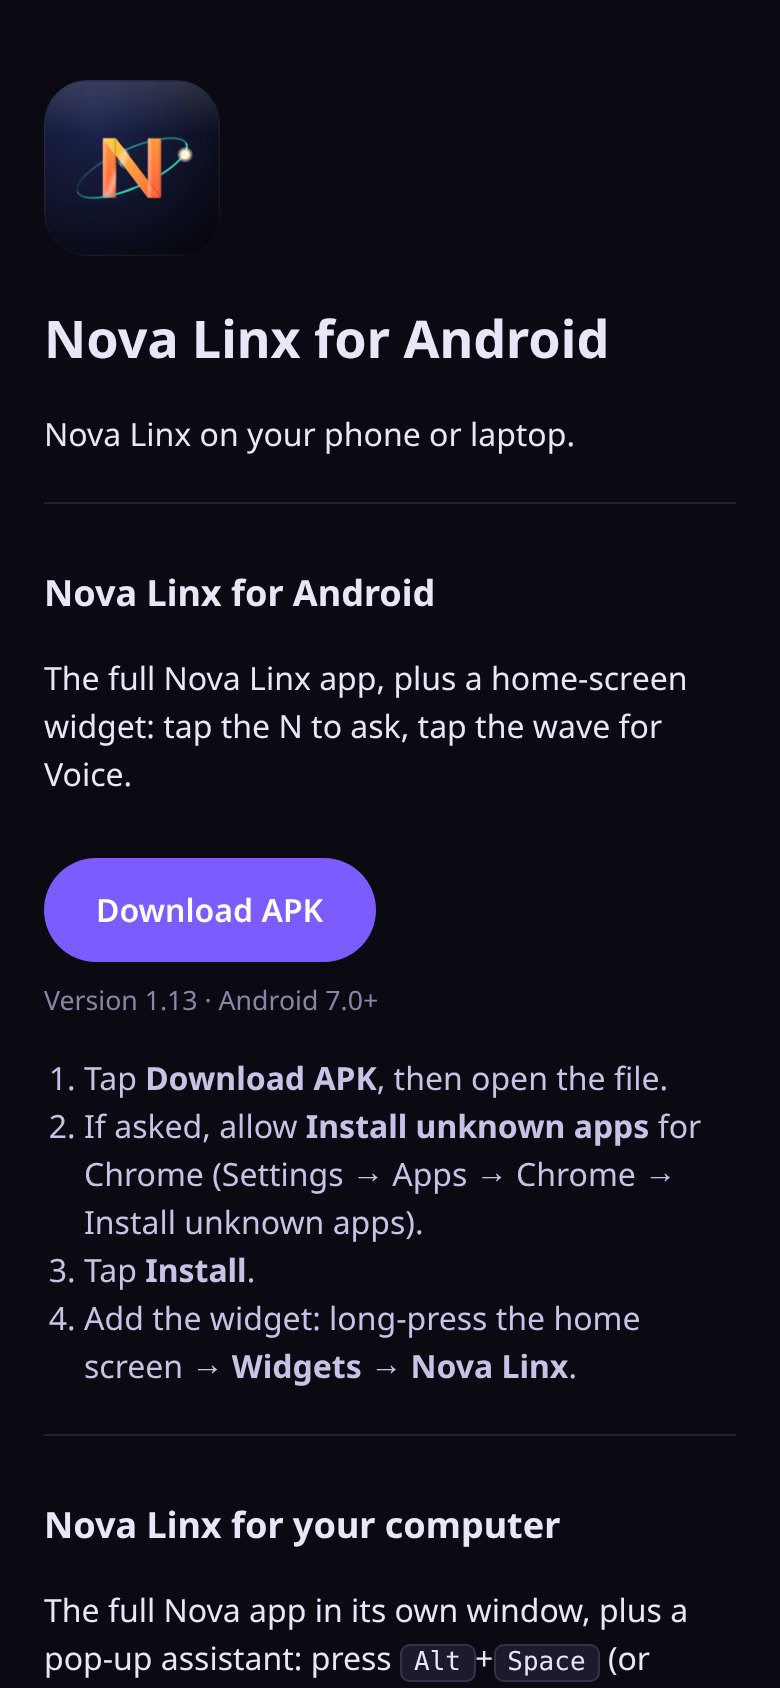 N
Nova Linx for Android
Nova Linx on your phone or laptop.
Nova Linx for Android
The full Nova Linx app, plus a home-screen
widget: tap the N to ask, tap the wave for
Voice.
Download APK
Version 1.13 · Android 7.0+
1. Tap Download APK, then open the file.
2. If asked, allow Install unknown apps for
Chrome (Settings → Apps → Chrome →
Install unknown apps).
3. Tap Install.
4. Add the widget: long-press the home
screen → Widgets → Nova Linx.
Nova Linx for your computer
The full Nova app in its own window, plus a
pop-up assistant: press Alt+Space (or